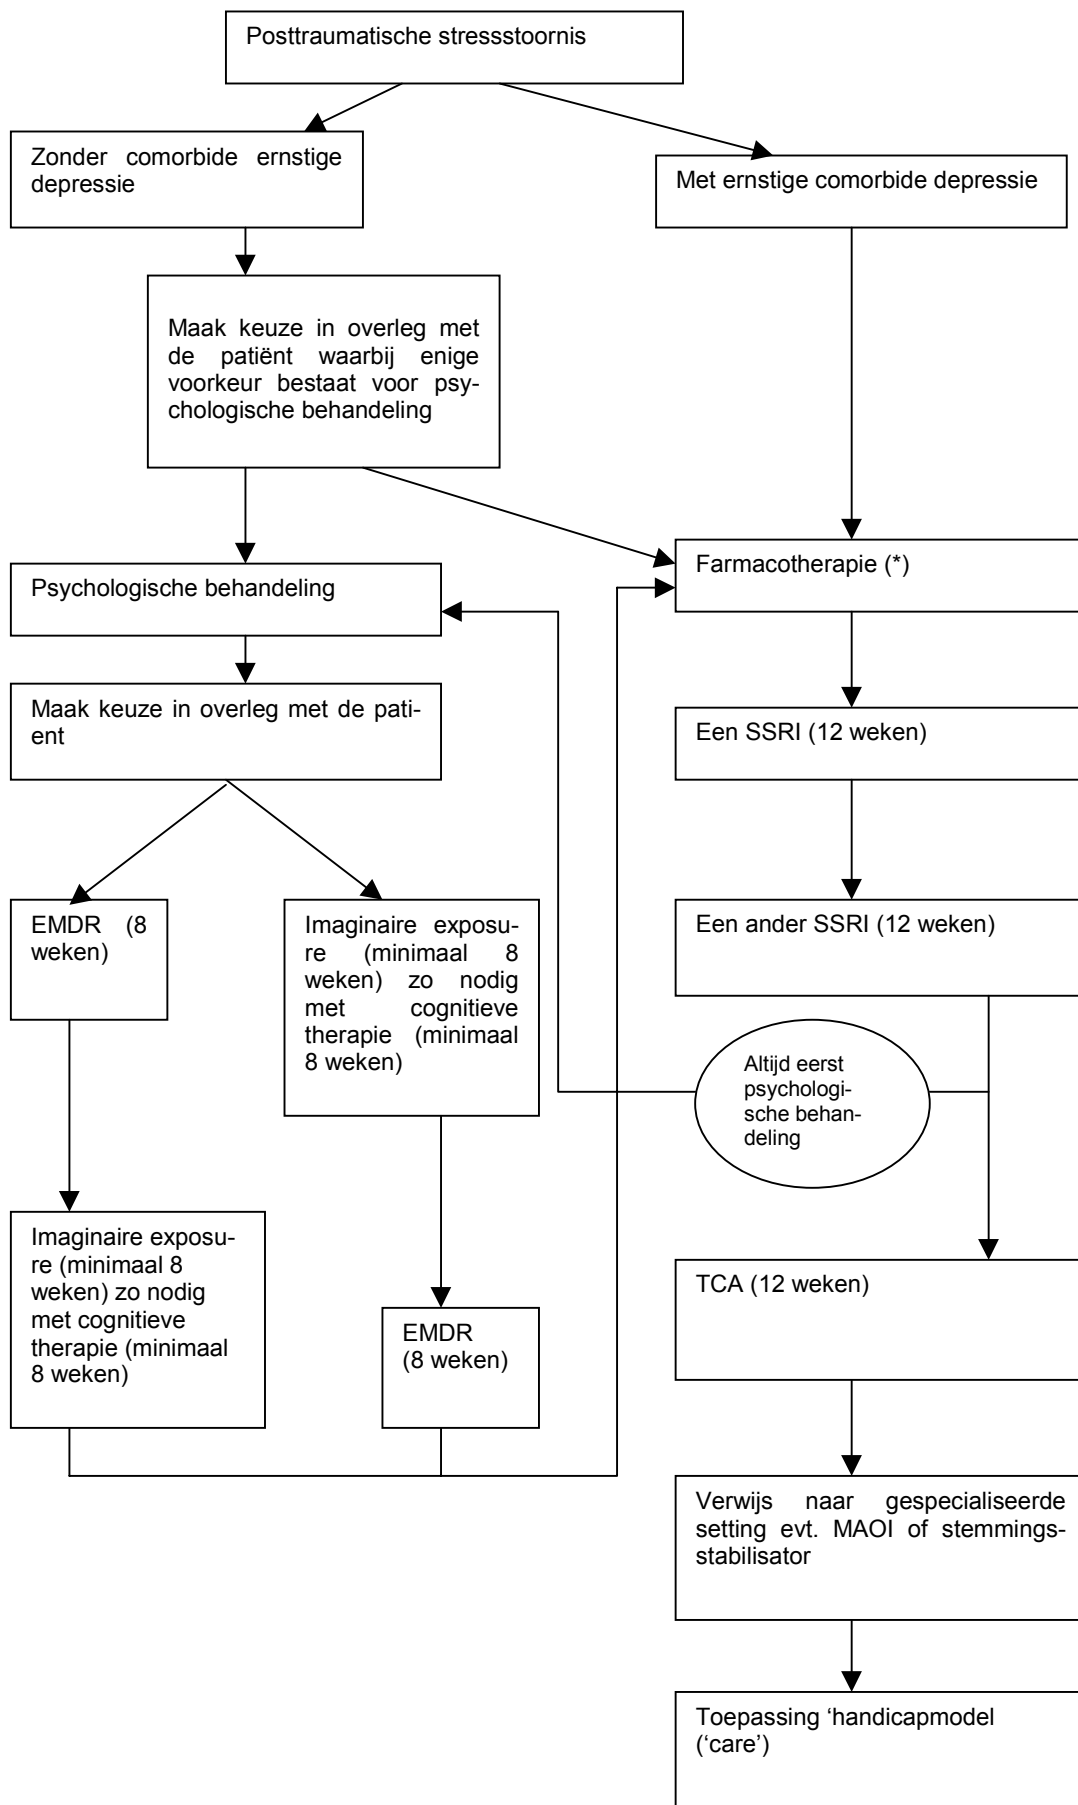 Posttraumatische stressstoornis
Zonder comorbide ernstige
depressie
Met ernstige comorbide depressie
Maak keuze in overleg met
de patiënt waarbij enige
voorkeur bestaat voor psy-
chologische behandeling
Farmacotherapie (*)
Psychologische behandeling
Maak keuze in overleg met de pati-
ent
Een SSRI (12 weken)
EMDR (8
weken)
Imaginaire exposu-
re (minimaal 8
weken) zo nodig
met cognitieve
therapie (minimaal
8 weken)
Een ander SSRI (12 weken)
Altijd eerst
psychologi-
sche behan-
deling
Imaginaire exposu-
re (minimaal 8
weken) zo nodig
met cognitieve
therapie (minimaal
8 weken)
EMDR
(8 weken)
TCA (12 weken)
Verwijs naar gespecialiseerde
setting evt. MAOI of stemmings-
stabilisator
Toepassing ‘handicapmodel
(‘care’)